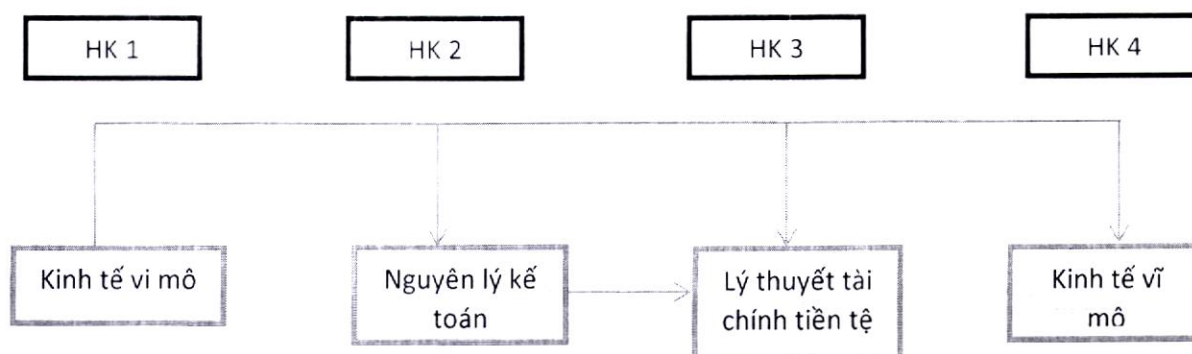 HK 1
HK 2
HK 3
HK 4
Kinh tế vi mô
Nguyên lý kế
toán
Lý thuyết tài
chính tiền tệ
Kinh tế vĩ
mô